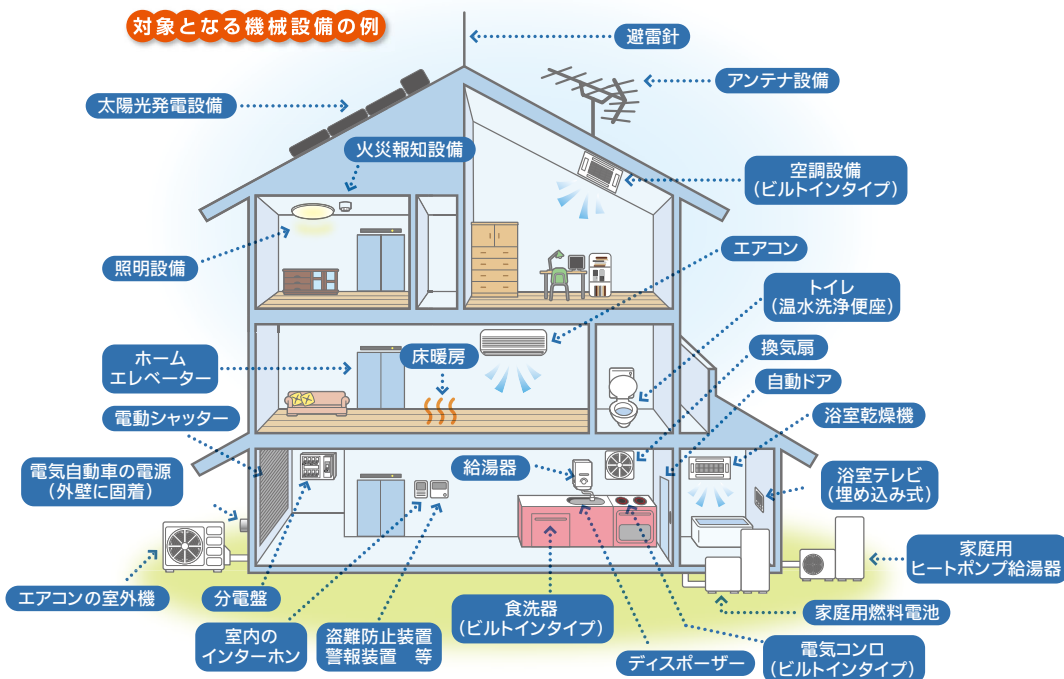 対象となる機械設備の例
避雷針
アンテナ設備
太陽光発電設備
火災報知設備
空調設備
(ビルトインタイプ)
照明設備
エアコン
トイレ
(温水洗浄便座)
ホーム
エレベーター
床暖房
換気扇
自動ドア
電動シャッター
浴室乾燥機
電気自動車の電源
(外壁に固着)
給湯器
浴室テレビ
(埋め込み式)
家庭用
ヒートポンプ給湯器
エアコンの室外機
分電盤
食洗器
(ビルトインタイプ)
家庭用燃料電池
室内の
インターホン
盗難防止装置
警報装置 等
ディスポーザー
電気コンロ
(ビルトインタイプ)